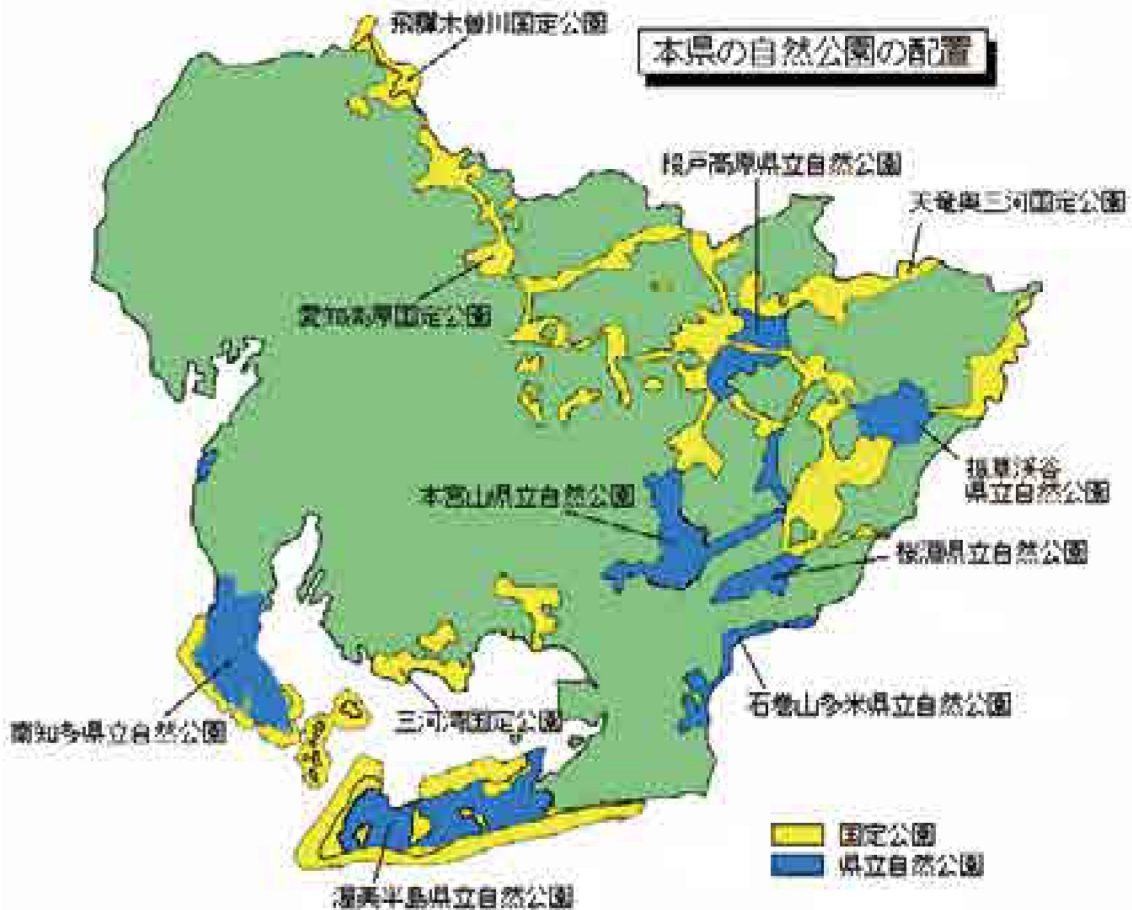 飛騨木曽川国定公園
本県の自然公園の配置
段戸高原県立自然公園
天竜奥三河国定公園
愛知高原国定公園
振草渓谷
県立自然公園
本宮山県立自然公園
桜淵県立自然公園
石巻山多米県立自然公園
南知多県立自然公園
三河湾国定公園
渥美半島県立自然公園
国定公園
県立自然公園